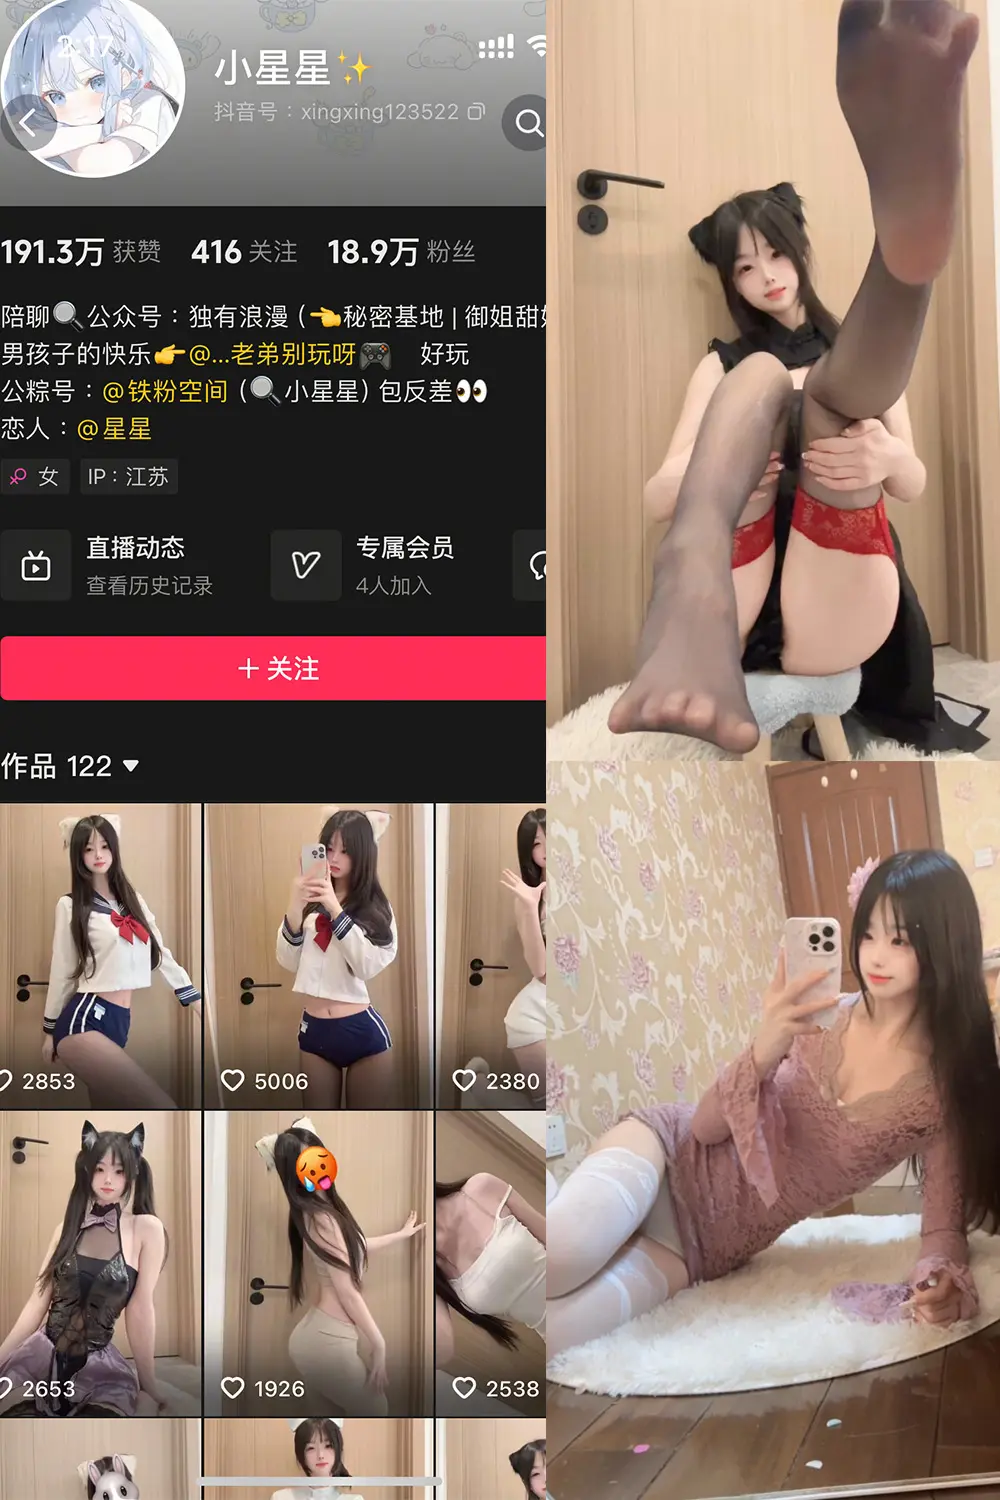 2:17
小星星✨
抖音号：xingxing123522
191.3万 获赞 416 关注 18.9万 粉丝
陪聊🔍公众号：独有浪漫（👉秘密基地 | 御姐甜
男孩子的快乐👉@...老弟别玩呀🎮 好玩
公粽号：@铁粉空间（🔍小星星）包反差👀
恋人：@星星
女 IP：江苏
直播动态 专属会员
查看历史记录 4人加入
+ 关注
作品 122
2853 5006 2380
2653 1926 2538